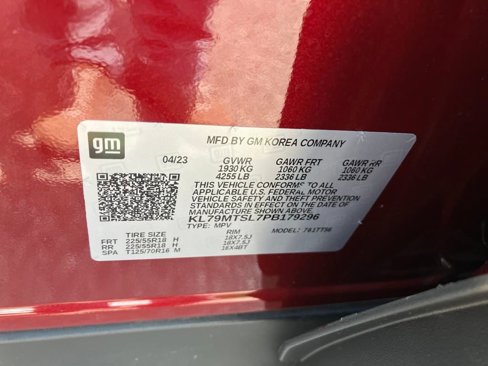 gm
MFD BY GM KOREA COMPANY
04/23 GVWR GAWR FRT GAWR RR
1930 KG 1060 KG 1060 KG
4255 LB 2336 LB 2336 LB
THIS VEHICLE CONFORMS TO ALL
APPLICABLE U.S. FEDERAL MOTOR
VEHICLE SAFETY AND THEFT PREVENTION
STANDARDS IN EFFECT ON THE DATE OF
MANUFACTURE SHOWN ABOVE.
KL79MTSL7PB179296
TYPE: MPV
TIRE SIZE RIM MODEL: 761TT56
FRT 225/55R18 H 18X7.5J
RR 225/55R18 H 18X7.5J
SPA T125/70R16 M 16X4BT